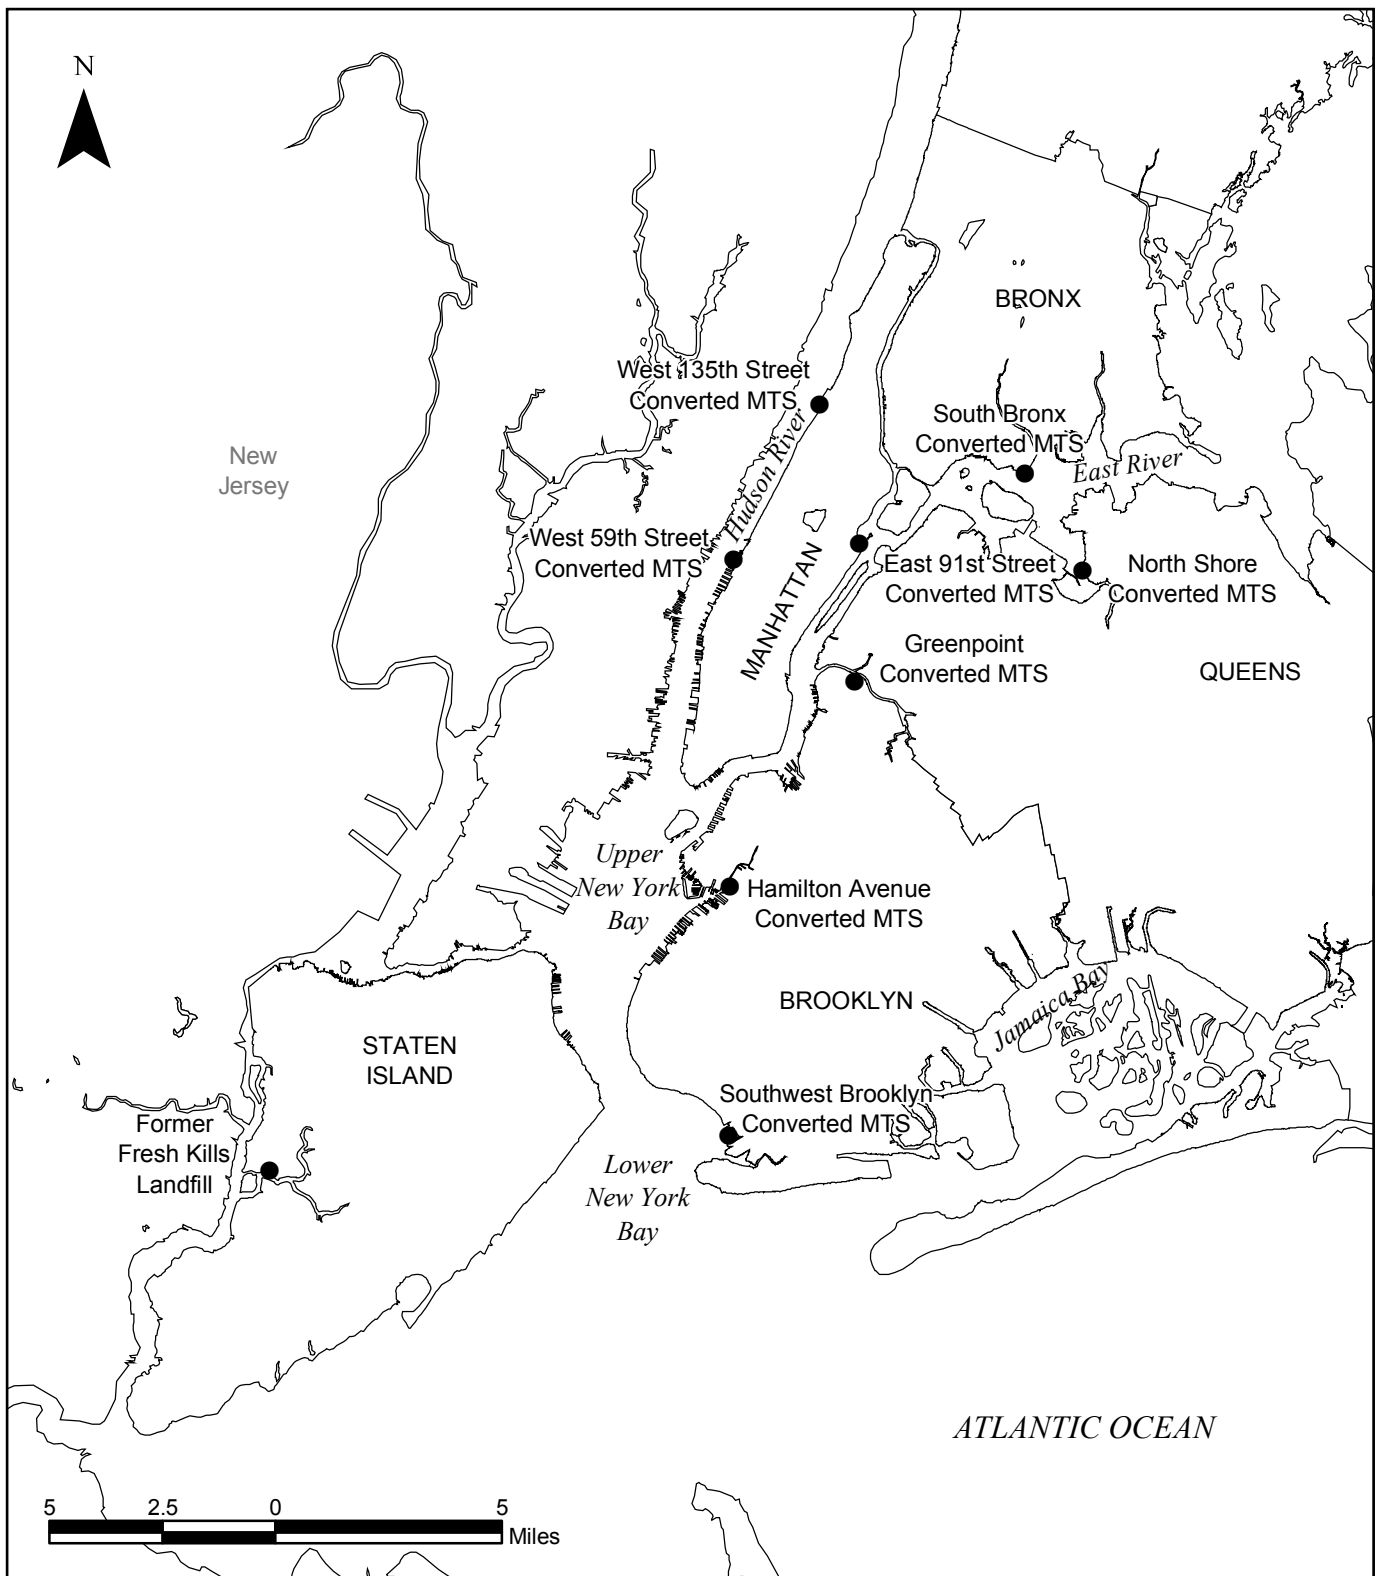 N
BRONX
West 135th Street
Converted MTS
Hudson River
South Bronx
Converted MTS
East River
New
Jersey
West 59th Street
Converted MTS
MANHATTAN
East 91st Street
Converted MTS
North Shore
Converted MTS
Greenpoint
Converted MTS
QUEENS
Upper
New York
Bay
Hamilton Avenue
Converted MTS
BROOKLYN
Jamaica Bay
STATEN
ISLAND
Southwest Brooklyn
Converted MTS
Former
Fresh Kills
Landfill
Lower
New York
Bay
ATLANTIC OCEAN
5 2.5 0 5
Miles